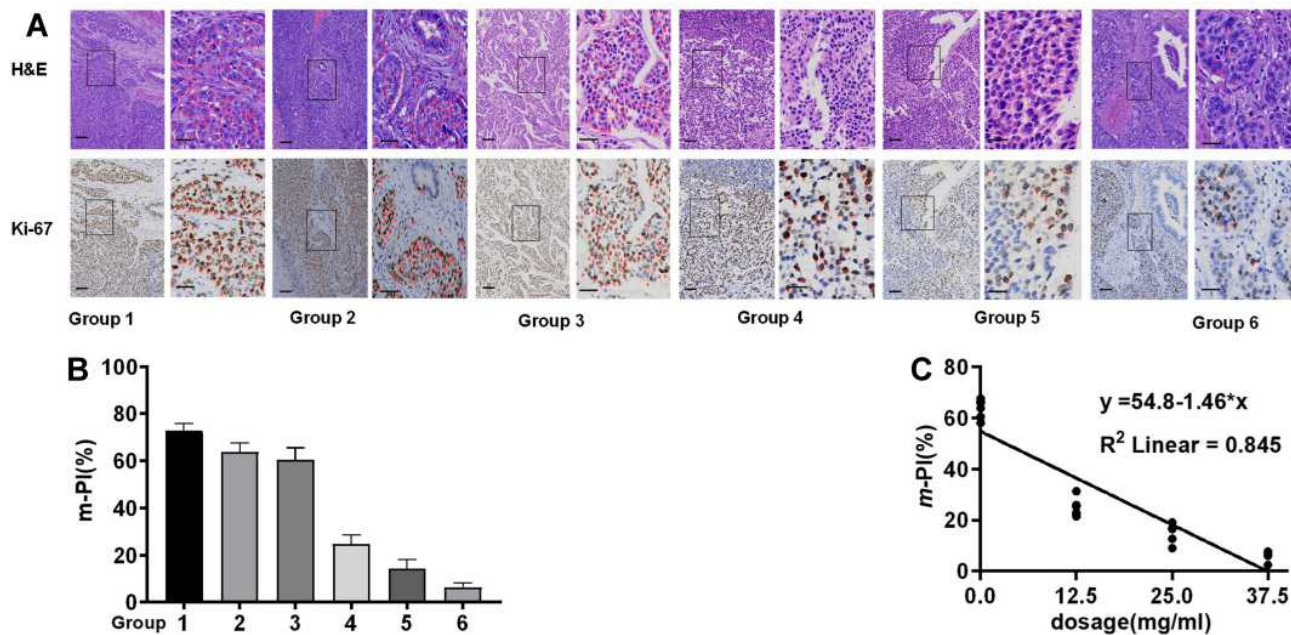 A
H&E
Ki-67
Group 1
Group 2
Group 3
Group 4
Group 5
Group 6
B
100
80
60
40
20
0
m-PI(%)
Group 1 2 3 4 5 6
C
80
60
40
20
0
m-PI(%)
y =54.8-1.46*x
R² Linear = 0.845
0.0 12.5 25.0 37.5
dosage(mg/ml)